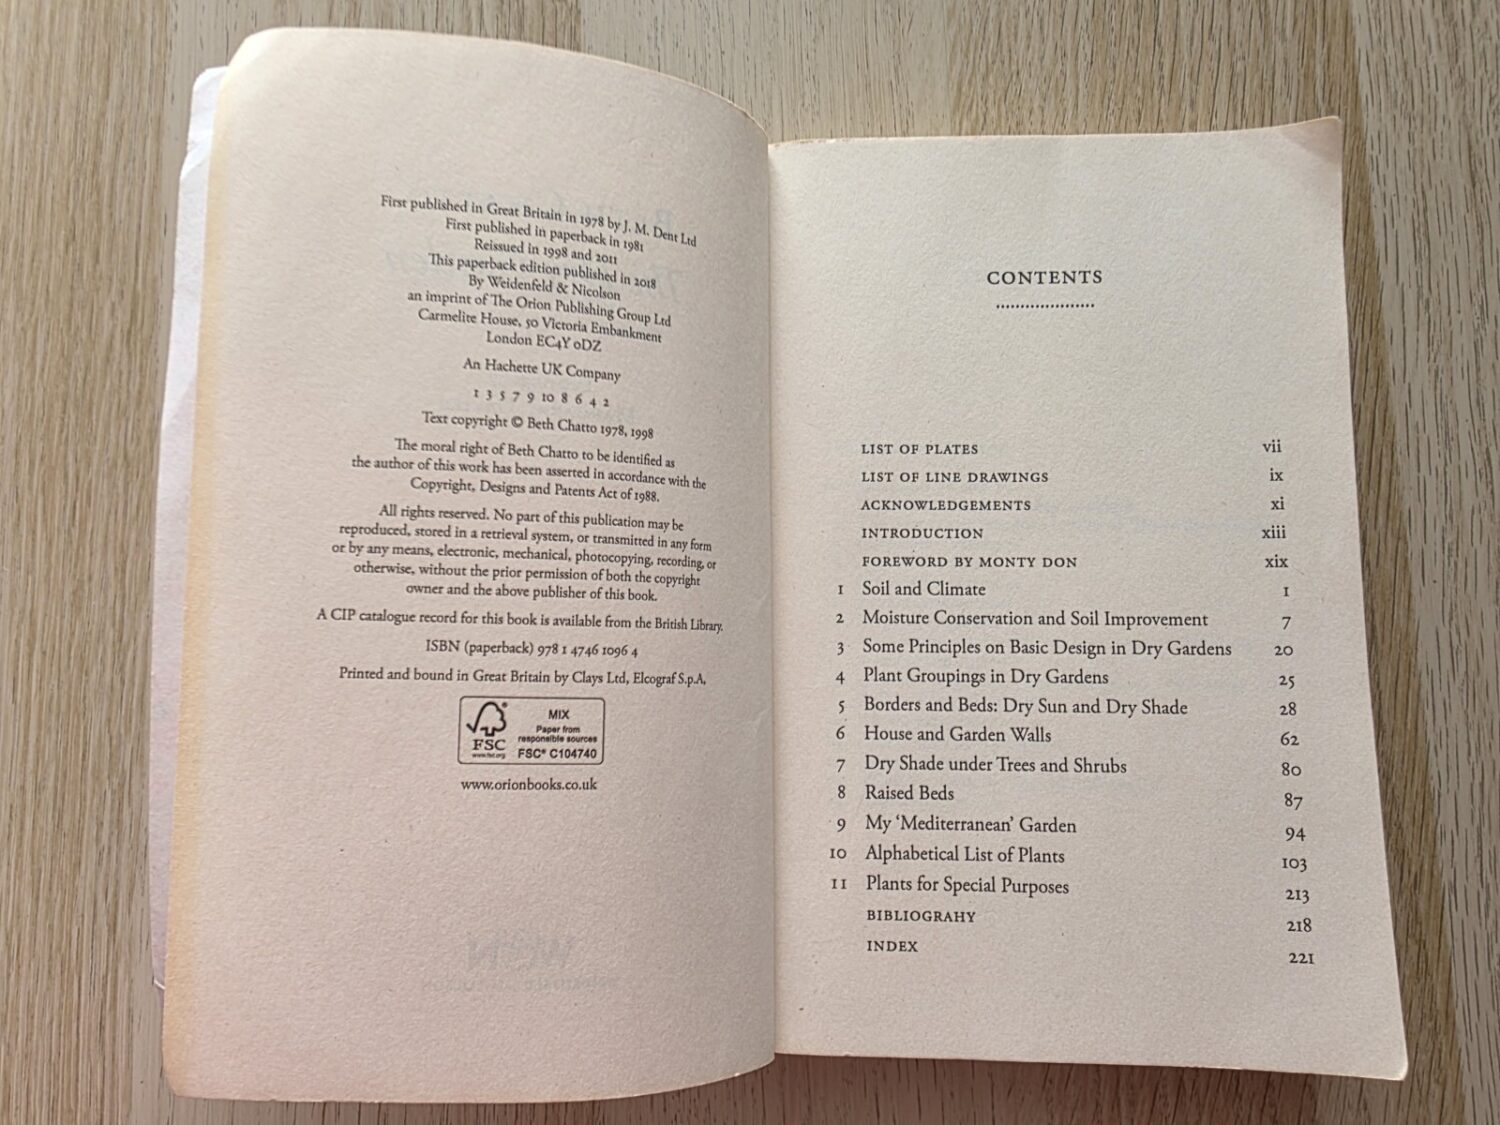 First published in Great Britain in 1978 by J. M. Dent Ltd
First published in paperback in 1981
Reissued in 1998 and 2011
This paperback edition published in 2018
By Weidenfeld & Nicolson
an imprint of The Orion Publishing Group Ltd
Carmelite House, 50 Victoria Embankment
London EC4Y 0DZ
An Hachette UK Company
1 3 5 7 9 10 8 6 4 2
Text copyright © Beth Chatto 1978, 1998
The moral right of Beth Chatto to be identified as
the author of this work has been asserted in accordance with the
Copyright, Designs and Patents Act of 1988.
All rights reserved. No part of this publication may be
reproduced, stored in a retrieval system, or transmitted in any form
or by any means, electronic, mechanical, photocopying, recording, or
otherwise, without the prior permission of both the copyright
owner and the above publisher of this book.
A CIP catalogue record for this book is available from the British Library.
ISBN (paperback) 978 1 4746 1096 4
Printed and bound in Great Britain by Clays Ltd, Elcograf S.p.A,
MIX
Paper from
responsible sources
FSC® C104740
FSC
www.fsc.org
www.orionbooks.co.uk
CONTENTS
LIST OF PLATES vii
LIST OF LINE DRAWINGS ix
ACKNOWLEDGEMENTS xi
INTRODUCTION xiii
FOREWORD BY MONTY DON xix
1 Soil and Climate 1
2 Moisture Conservation and Soil Improvement 7
3 Some Principles on Basic Design in Dry Gardens 20
4 Plant Groupings in Dry Gardens 25
5 Borders and Beds: Dry Sun and Dry Shade 28
6 House and Garden Walls 62
7 Dry Shade under Trees and Shrubs 80
8 Raised Beds 87
9 My ‘Mediterranean’ Garden 94
10 Alphabetical List of Plants 103
11 Plants for Special Purposes 213
BIBLIOGRAHY 218
INDEX 221